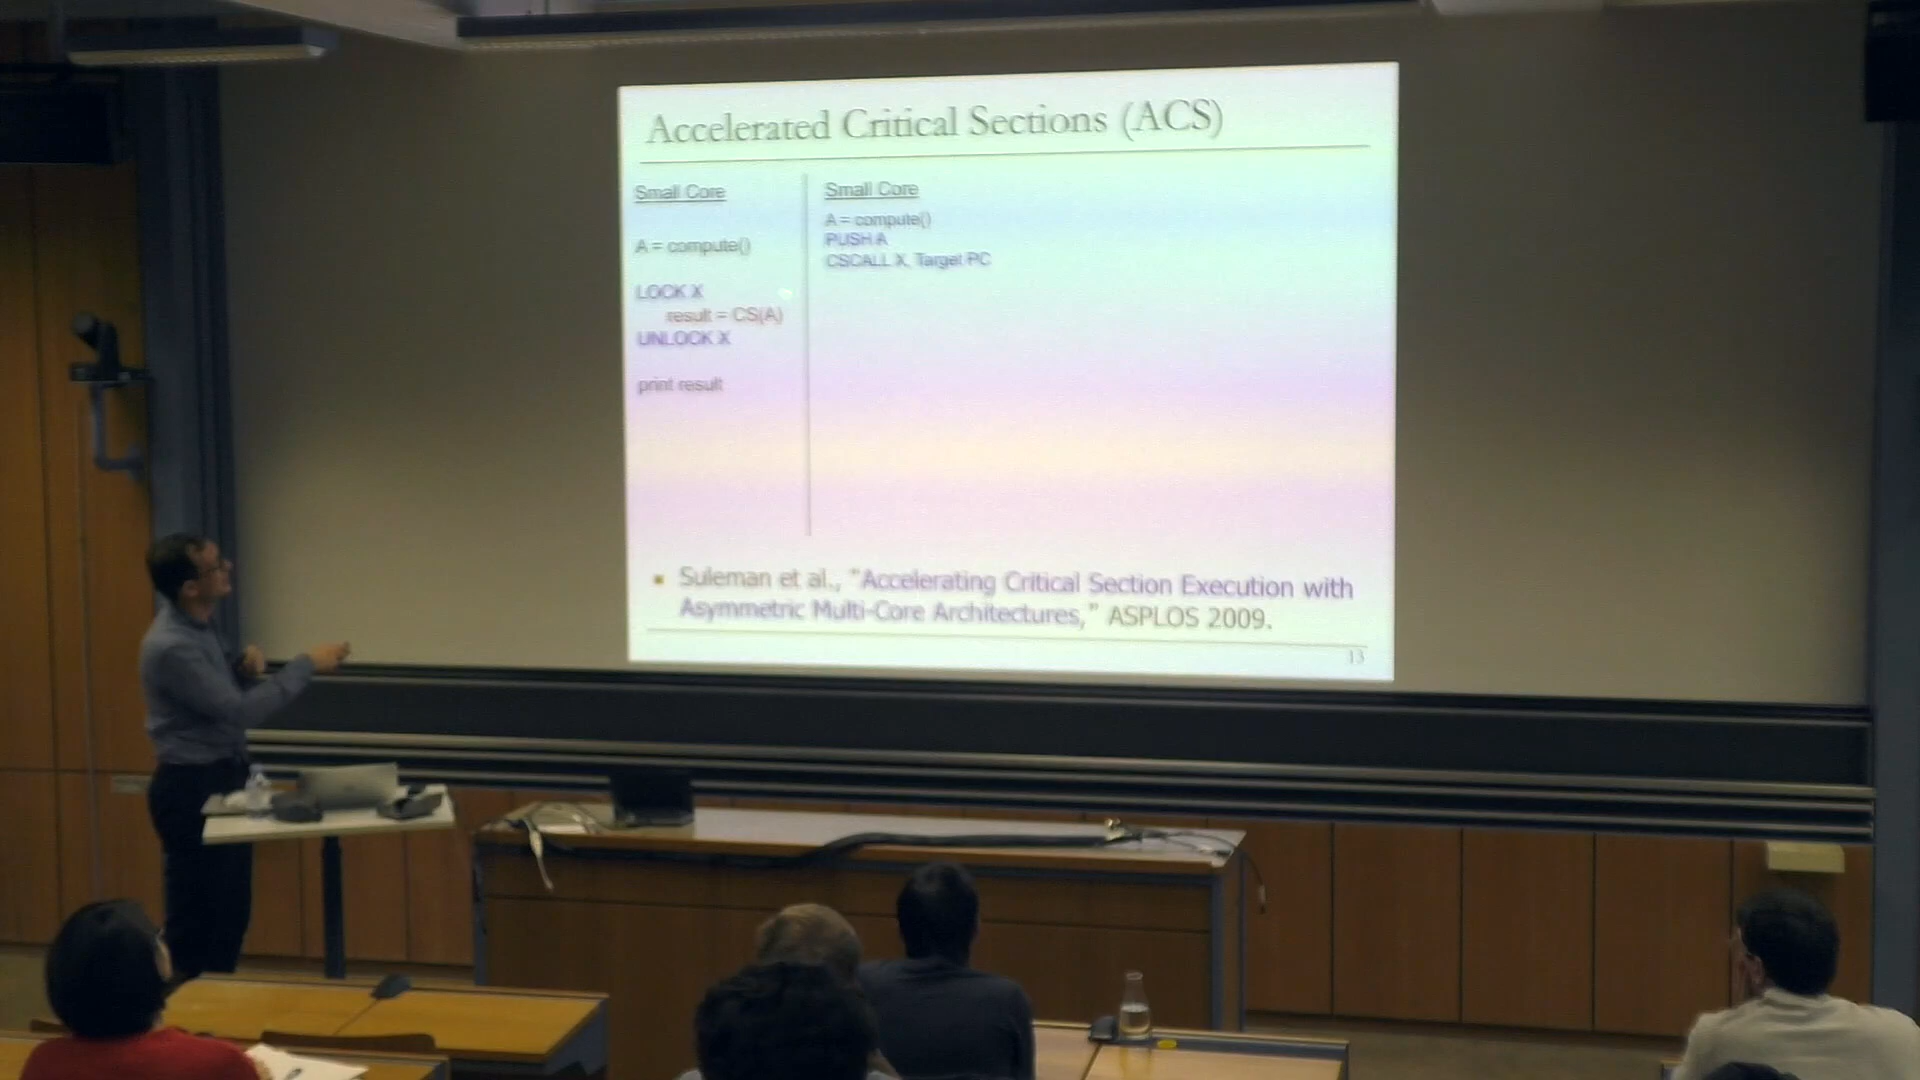 Accelerated Critical Sections (ACS)
Small Core
A = compute()
LOCK X
result = CS(A)
UNLOCK X
print result
Small Core
A = compute()
PUSH A
CSCALL X, Target PC
Suleman et al., "Accelerating Critical Section Execution with
Asymmetric Multi-Core Architectures," ASPLOS 2009.
13